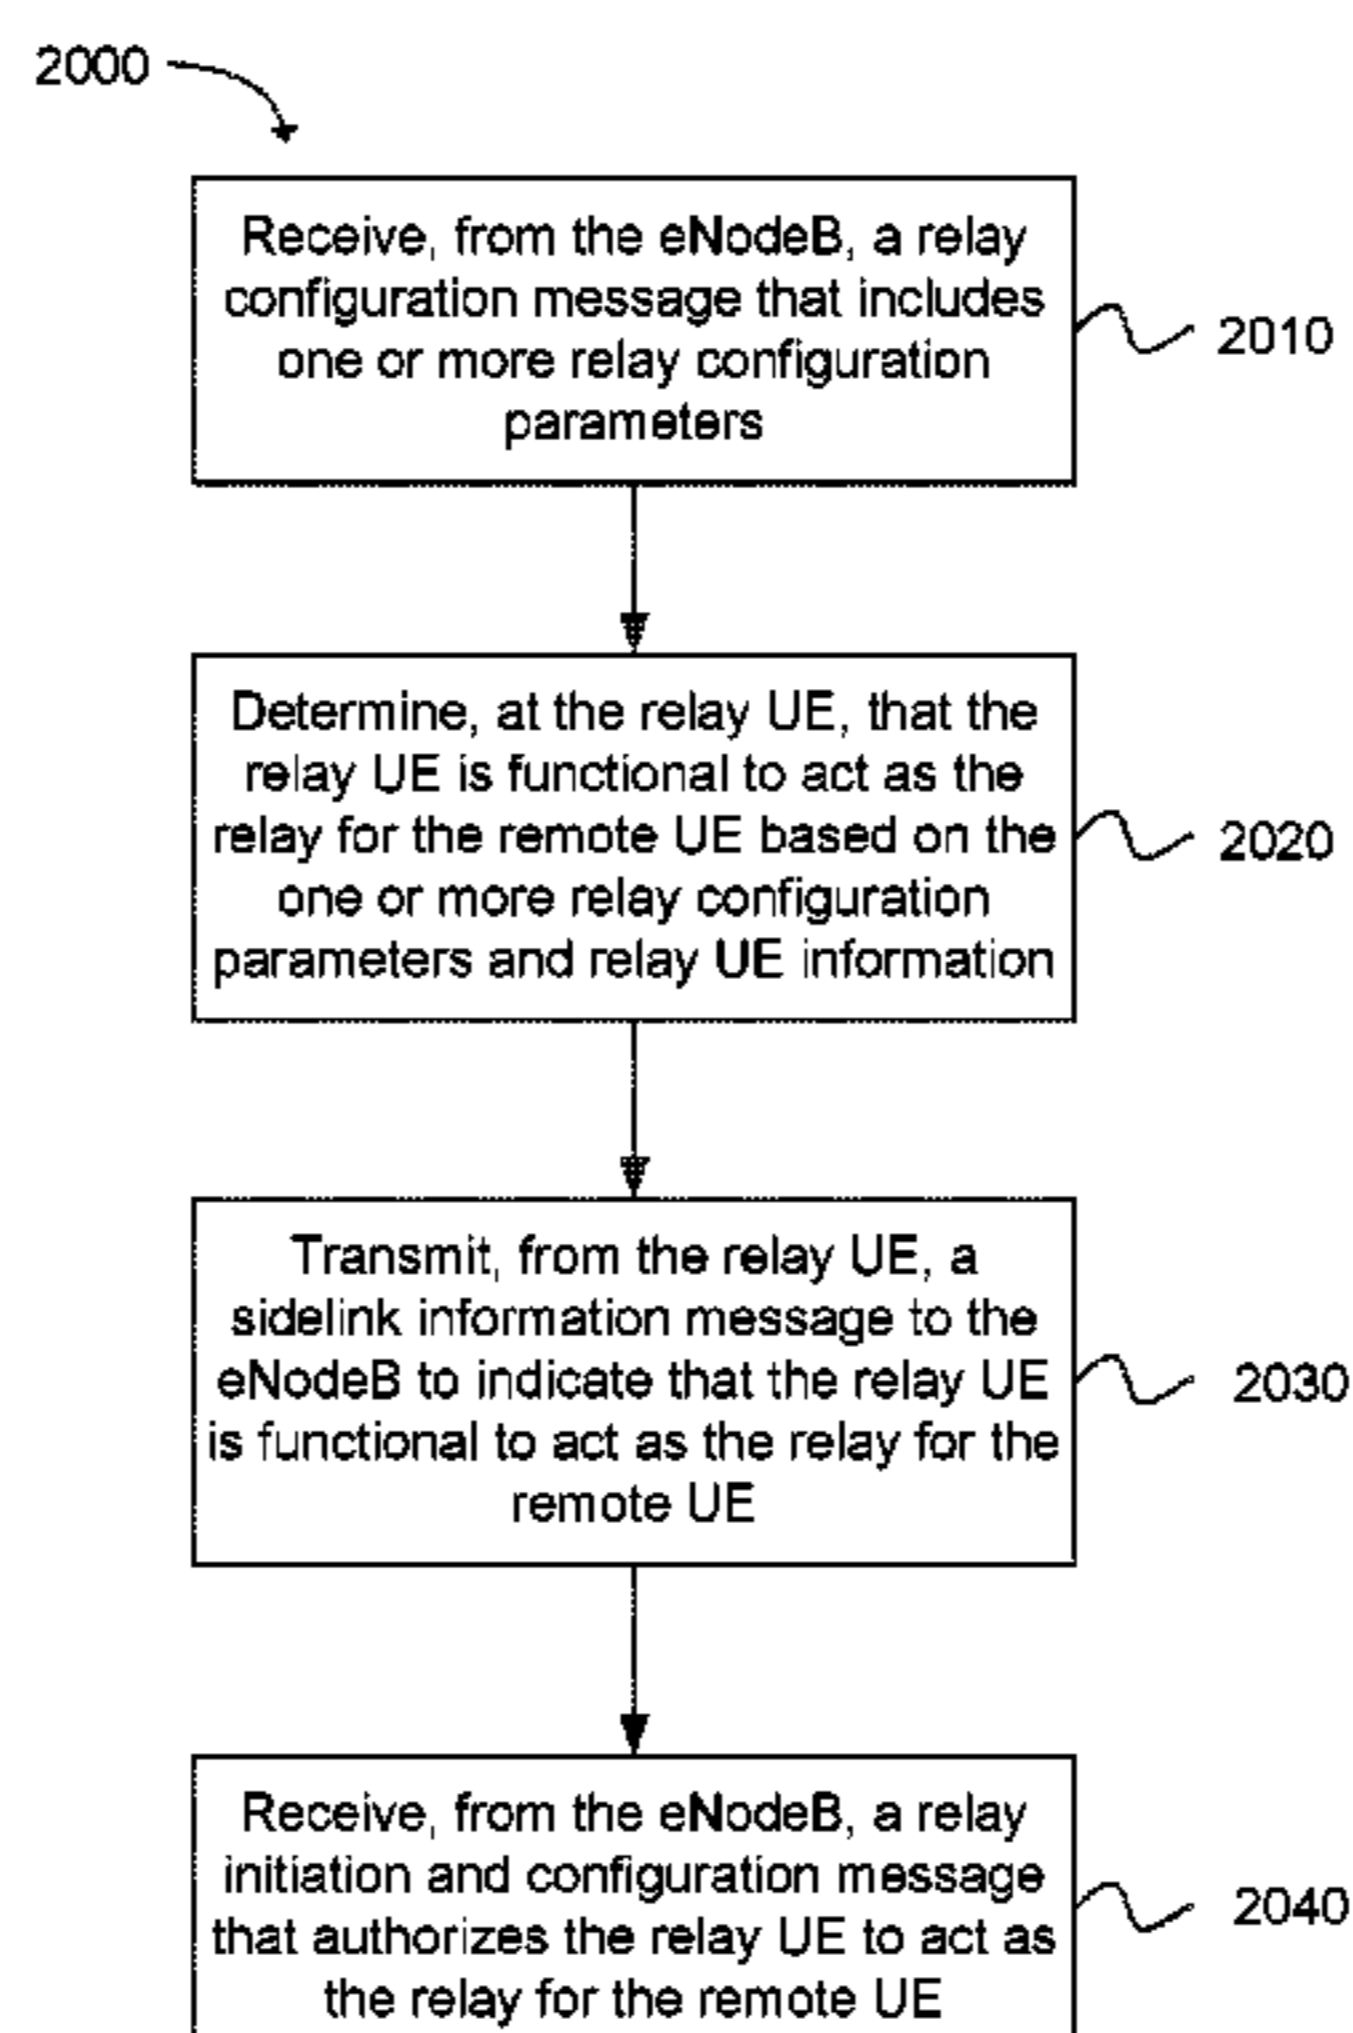 2000
Receive, from the eNodeB, a relay
configuration message that includes
one or more relay configuration
parameters
2010
Determine, at the relay UE, that the
relay UE is functional to act as the
relay for the remote UE based on the
one or more relay configuration
parameters and relay UE information
2020
Transmit, from the relay UE, a
sidelink information message to the
eNodeB to indicate that the relay UE
is functional to act as the relay for the
remote UE
2030
Receive, from the eNodeB, a relay
initiation and configuration message
that authorizes the relay UE to act as
the relay for the remote UE
2040